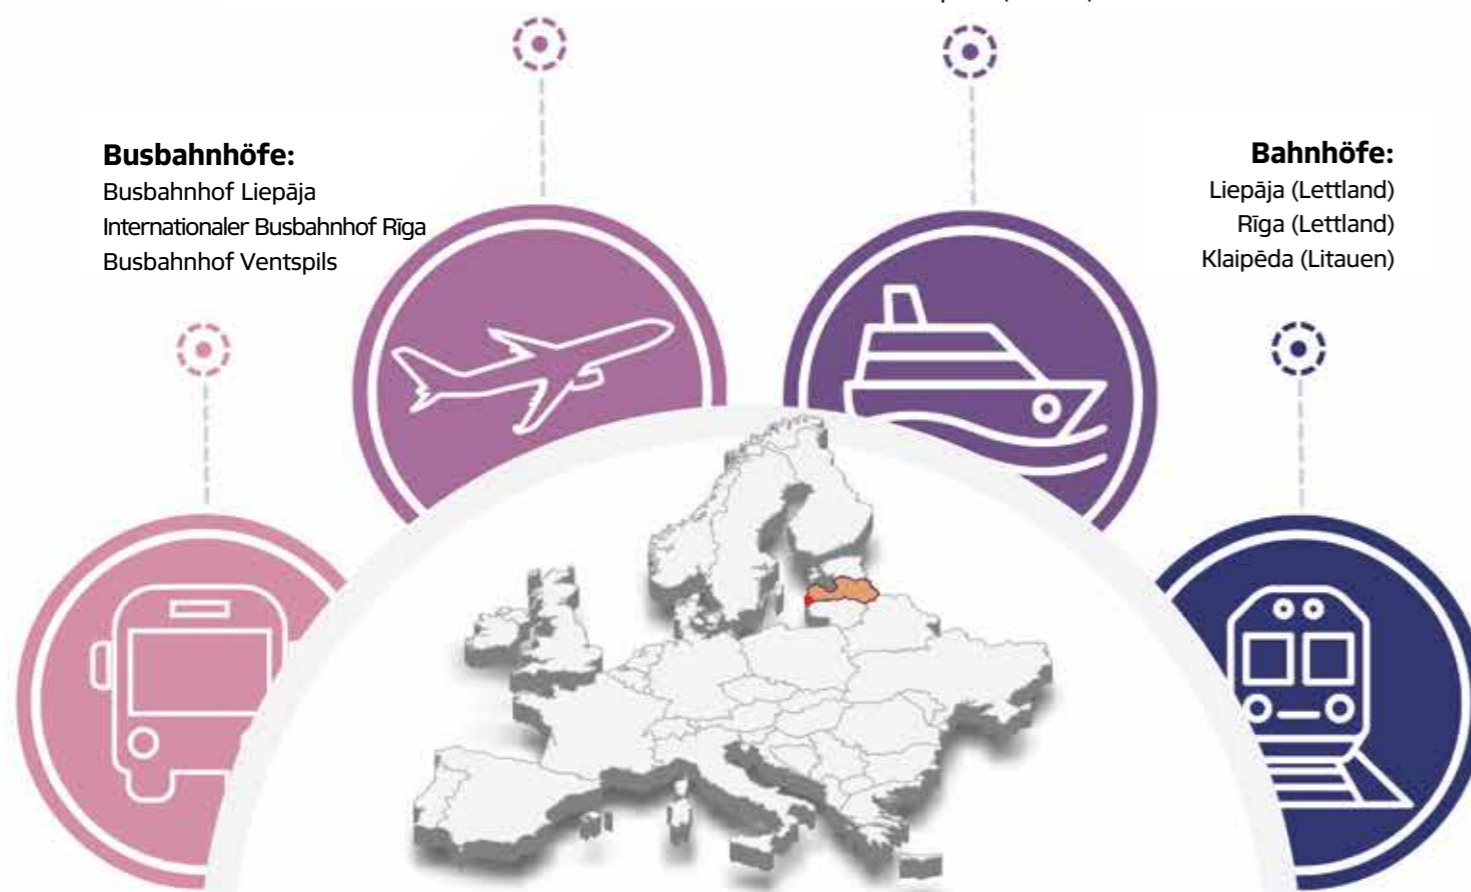 Busbahnhöfe:
Busbahnhof Liepāja
Internationaler Busbahnhof Rīga
Busbahnhof Ventspils
Bahnhöfe:
Liepāja (Lettland)
Rīga (Lettland)
Klaipēda (Litauen)